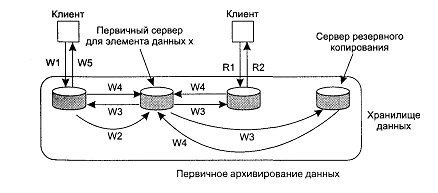 Клиент
Первичный сервер
для элемента данных х
Клиент
Сервер резервного
копирования
W1
W5
R1
R2
W4
W4
W3
W3
W2
W3
W4
Хранилище
данных
Первичное архивирование данных